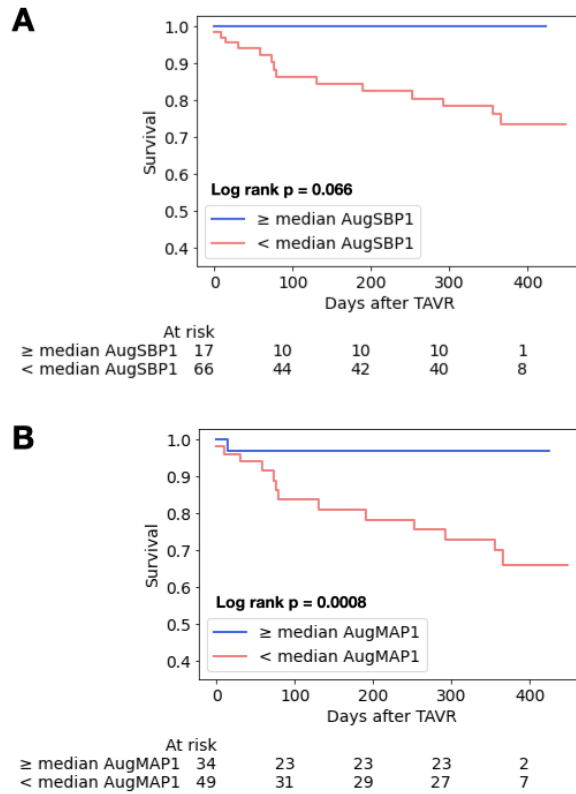 A
1.0
0.9
0.8
0.7
0.6
0.5
0.4
Survival
Log rank p = 0.066
≥ median AugSBP1
< median AugSBP1
0 100 200 300 400
Days after TAVR
At risk
≥ median AugSBP1 17 10 10 10 1
< median AugSBP1 66 44 42 40 8
B
1.0
0.9
0.8
0.7
0.6
0.5
0.4
Survival
Log rank p = 0.0008
≥ median AugMAP1
< median AugMAP1
0 100 200 300 400
Days after TAVR
At risk
≥ median AugMAP1 34 23 23 23 2
< median AugMAP1 49 31 29 27 7